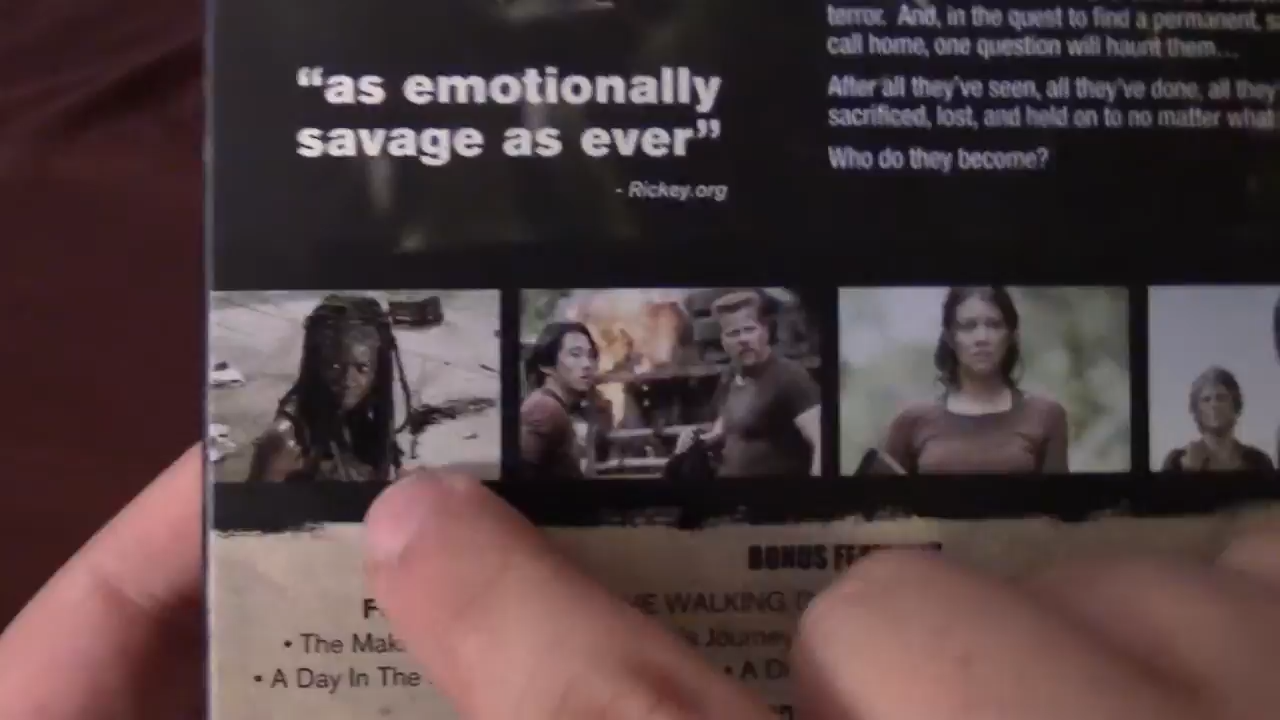 “as emotionally
savage as ever”
- Rickey.org
terror. And, in the quest to find a permanent,
call home, one question will haunt them...
After all they've seen, all they've done, all they
sacrificed, lost, and held on to no matter what
Who do they become?
BONUS
WALKING
• The
Journey
• A Day In The
• A